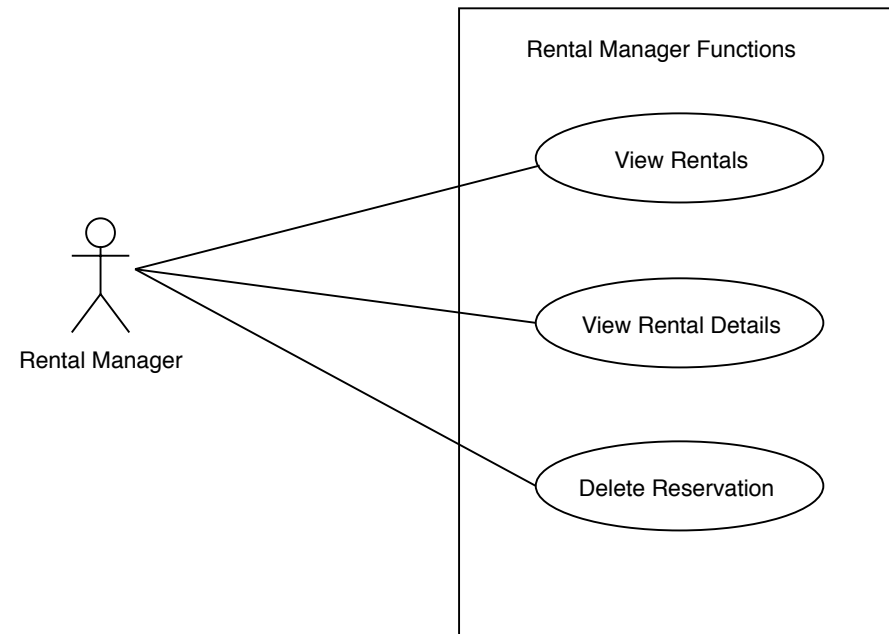 Rental Manager Functions
View Rentals
View Rental Details
Rental Manager
Delete Reservation